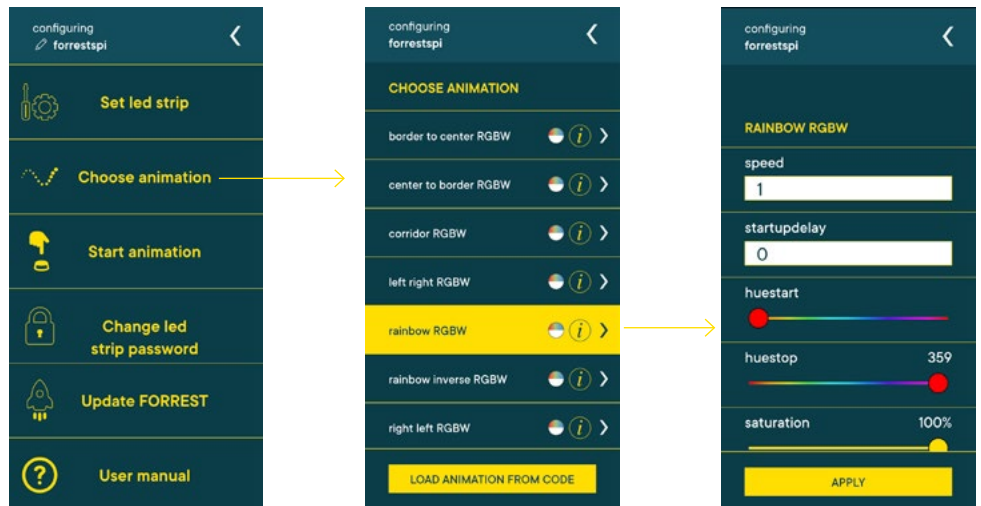 configuring
forrestspi
Set led strip
Choose animation
Start animation
Change led
strip password
Update FORREST
?
User manual
configuring
forrestspi
CHOOSE ANIMATION
border to center RGBW i
center to border RGBW i
corridor RGBW i
left right RGBW i
rainbow RGBW i
rainbow inverse RGBW i
right left RGBW i
LOAD ANIMATION FROM CODE
configuring
forrestspi
RAINBOW RGBW
speed
1
startupdelay
0
huestart
huestop 359
saturation 100%
APPLY